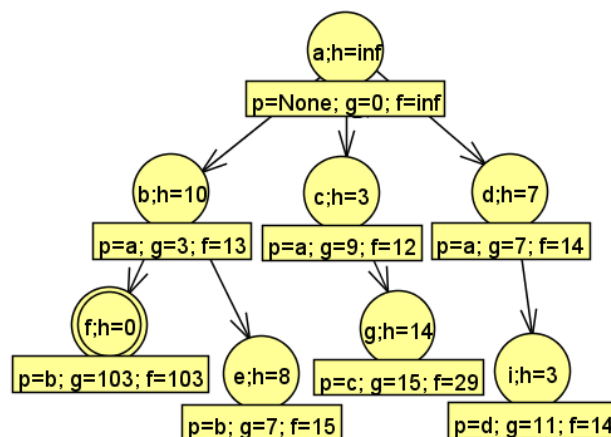 a;h=inf
p=None; g=0; f=inf
b;h=10
c;h=3
d;h=7
p=a; g=3; f=13
p=a; g=9; f=12
p=a; g=7; f=14
f;h=0
g;h=14
e;h=8
i;h=3
p=b; g=103; f=103
p=c; g=15; f=29
p=b; g=7; f=15
p=d; g=11; f=14